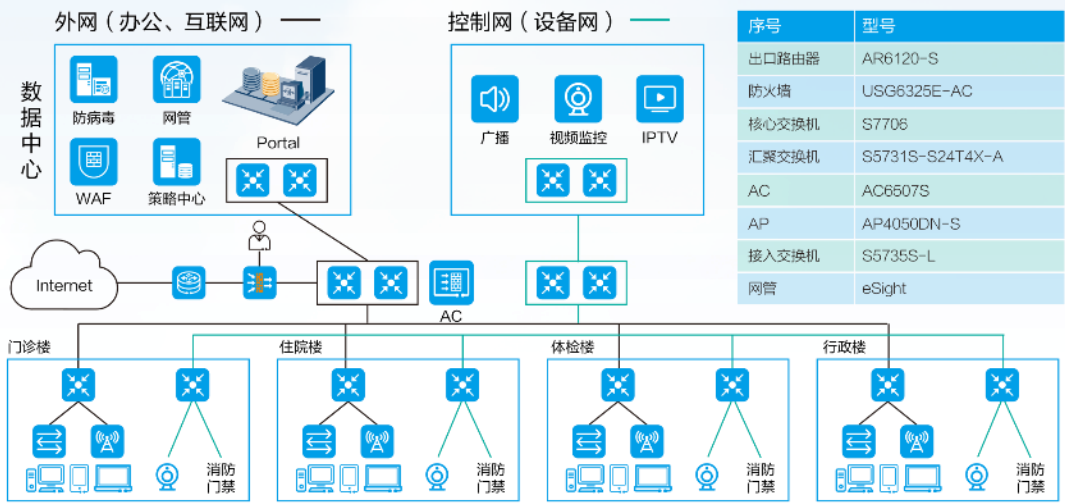 外网（办公、互联网）
控制网（设备网）
数据中心
防病毒
网管
WAF
策略中心
Portal
广播
视频监控
IPTV
序号 型号
出口路由器 AR6120-S
防火墙 USG6325E-AC
核心交换机 S7706
汇聚交换机 S5731S-S24T4X-A
AC AC6507S
AP AP4050DN-S
接入交换机 S5735S-L
网管 eSight
Internet
AC
门诊楼
住院楼
体检楼
行政楼
消防
门禁
消防
门禁
消防
门禁
消防
门禁